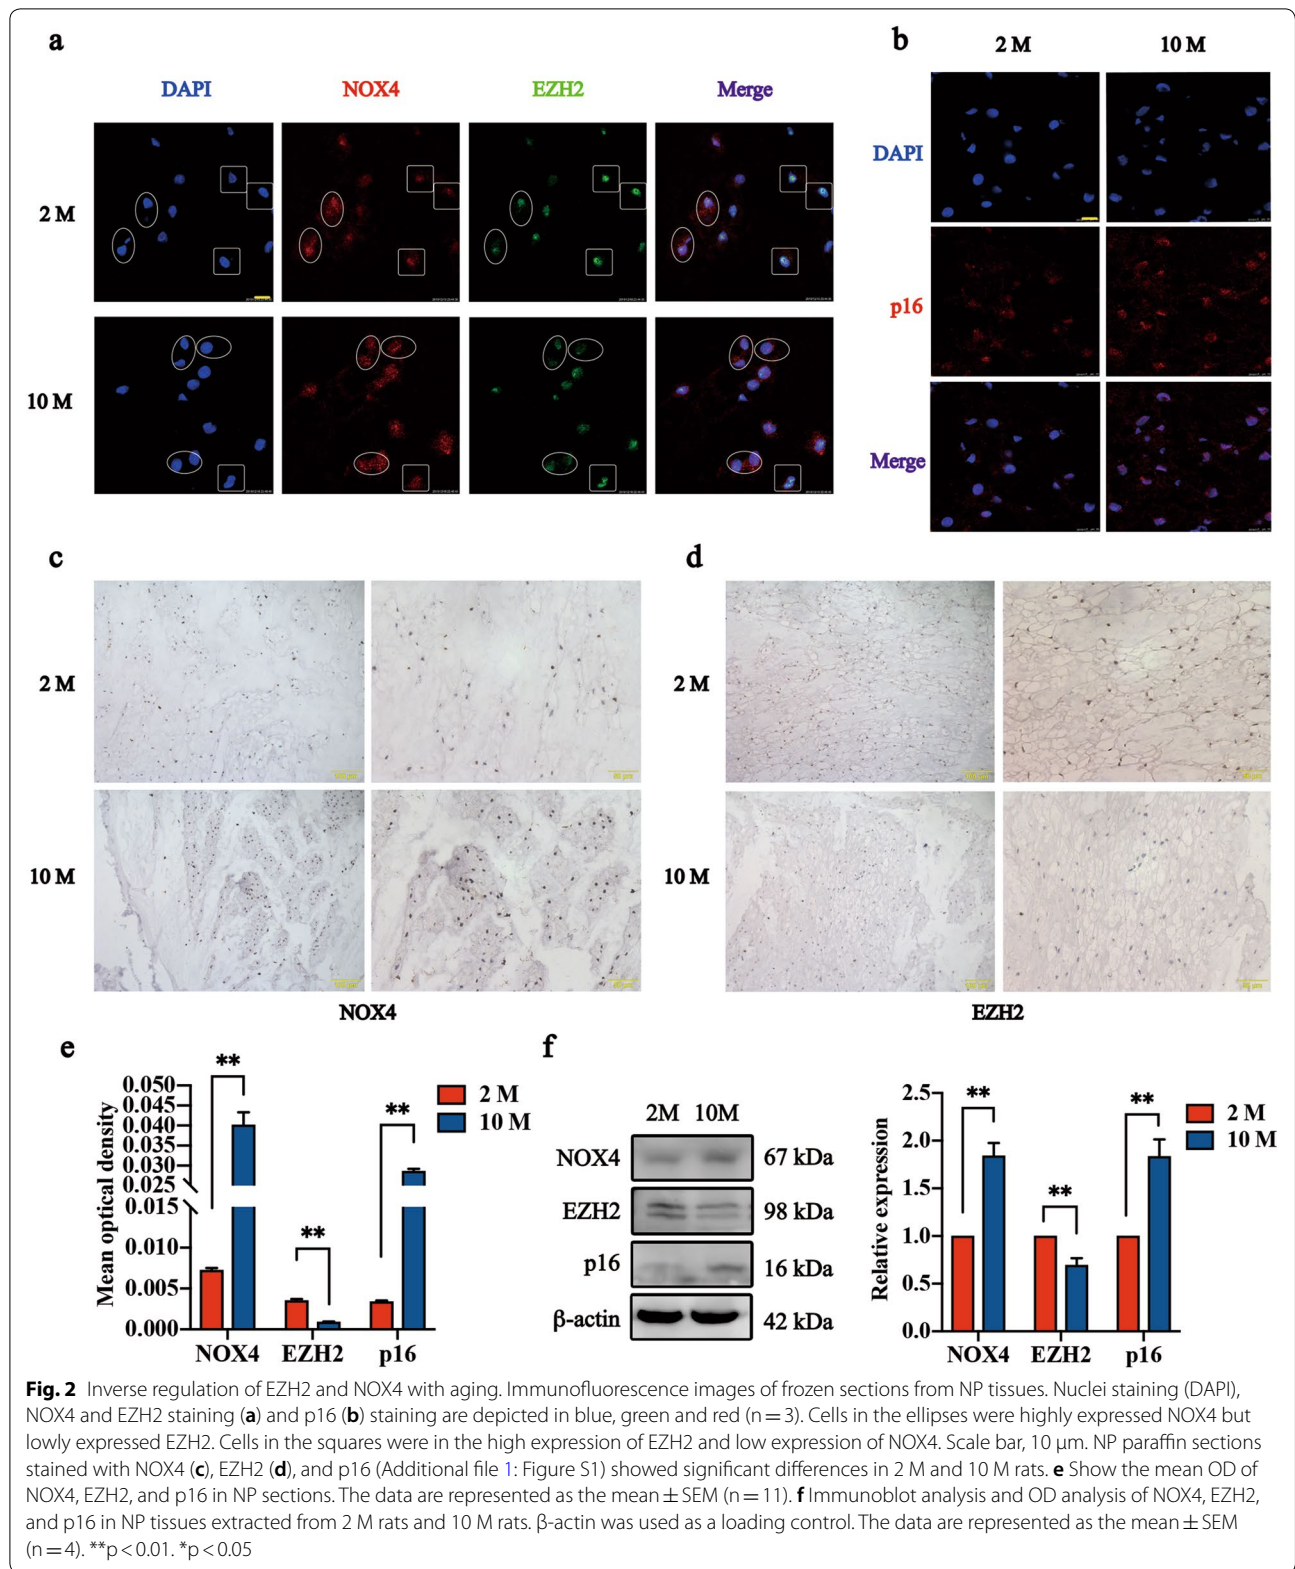 a
DAPI
NOX4
EZH2
Merge
2 M
10 M
b
2 M
10 M
DAPI
p16
Merge
c
2 M
10 M
NOX4
d
2 M
10 M
EZH2
e
Mean optical density
0.050
0.045
0.040
0.035
0.030
0.025
0.015
0.010
0.005
0.000
**
**
**
NOX4
EZH2
p16
2 M
10 M
f
2M 10M
NOX4 67 kDa
EZH2 98 kDa
p16 16 kDa
β-actin 42 kDa
Relative expression
2.5
2.0
1.5
1.0
0.5
0.0
**
**
**
NOX4
EZH2
p16
2 M
10 M
Fig. 2 Inverse regulation of EZH2 and NOX4 with aging. Immunofluorescence images of frozen sections from NP tissues. Nuclei staining (DAPI),
NOX4 and EZH2 staining (a) and p16 (b) staining are depicted in blue, green and red (n = 3). Cells in the ellipses were highly expressed NOX4 but
lowly expressed EZH2. Cells in the squares were in the high expression of EZH2 and low expression of NOX4. Scale bar, 10 μm. NP paraffin sections
stained with NOX4 (c), EZH2 (d), and p16 (Additional file 1: Figure S1) showed significant differences in 2 M and 10 M rats. e Show the mean OD of
NOX4, EZH2, and p16 in NP sections. The data are represented as the mean ± SEM (n = 11). f Immunoblot analysis and OD analysis of NOX4, EZH2,
and p16 in NP tissues extracted from 2 M rats and 10 M rats. β-actin was used as a loading control. The data are represented as the mean ± SEM
(n = 4). **p < 0.01. *p < 0.05